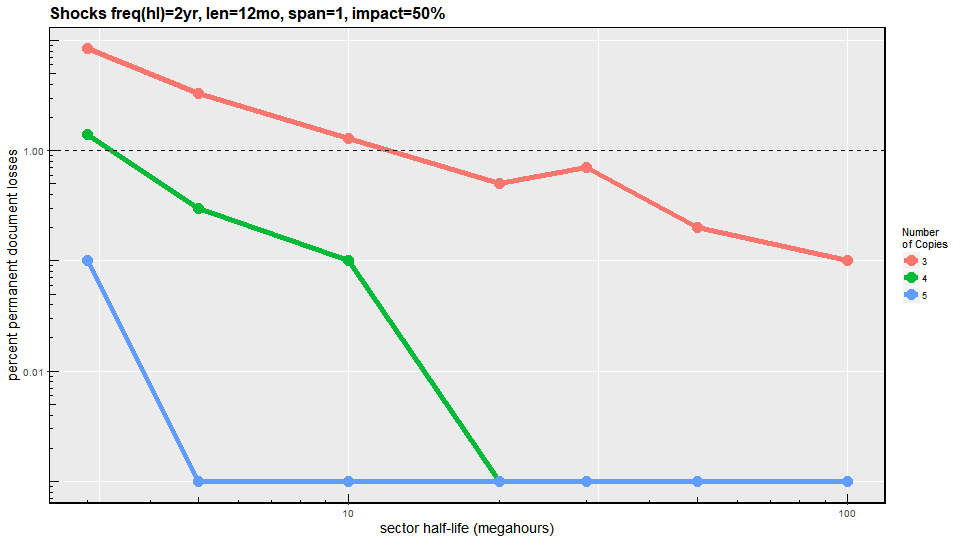 Shocks freq(hl)=2yr, len=12mo, span=1, impact=50%
percent permanent document losses
1.00
0.01
10
100
sector half-life (megahours)
Number
of Copies
3
4
5